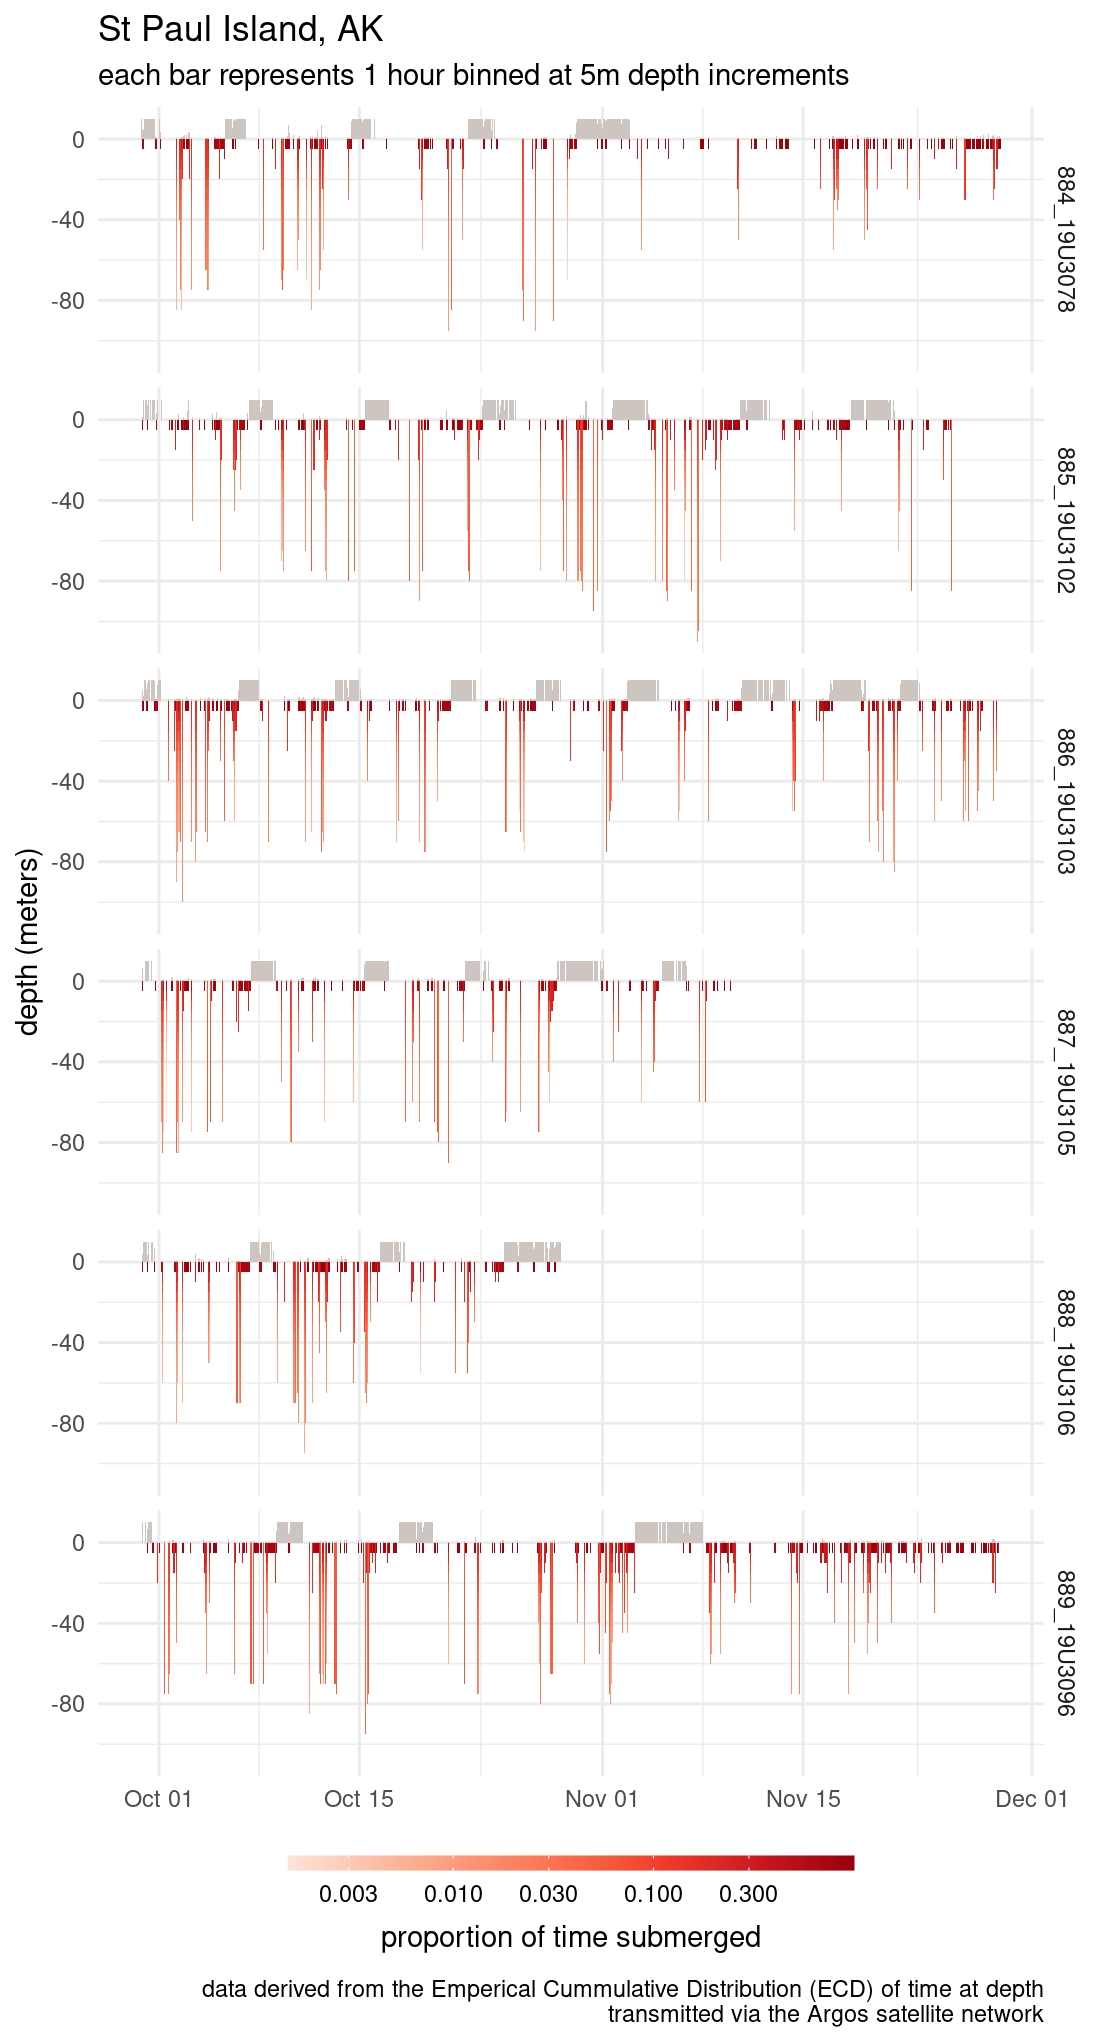 St Paul Island, AK
each bar represents 1 hour binned at 5m depth increments
depth (meters)
0
-40
-80
884_19U3078
0
-40
-80
885_19U3102
0
-40
-80
886_19U3103
0
-40
-80
887_19U3105
0
-40
-80
888_19U3106
0
-40
-80
889_19U3096
Oct 01 Oct 15 Nov 01 Nov 15 Dec 01
0.003 0.010 0.030 0.100 0.300
proportion of time submerged
data derived from the Emperical Cummulative Distribution (ECD) of time at depth
transmitted via the Argos satellite network